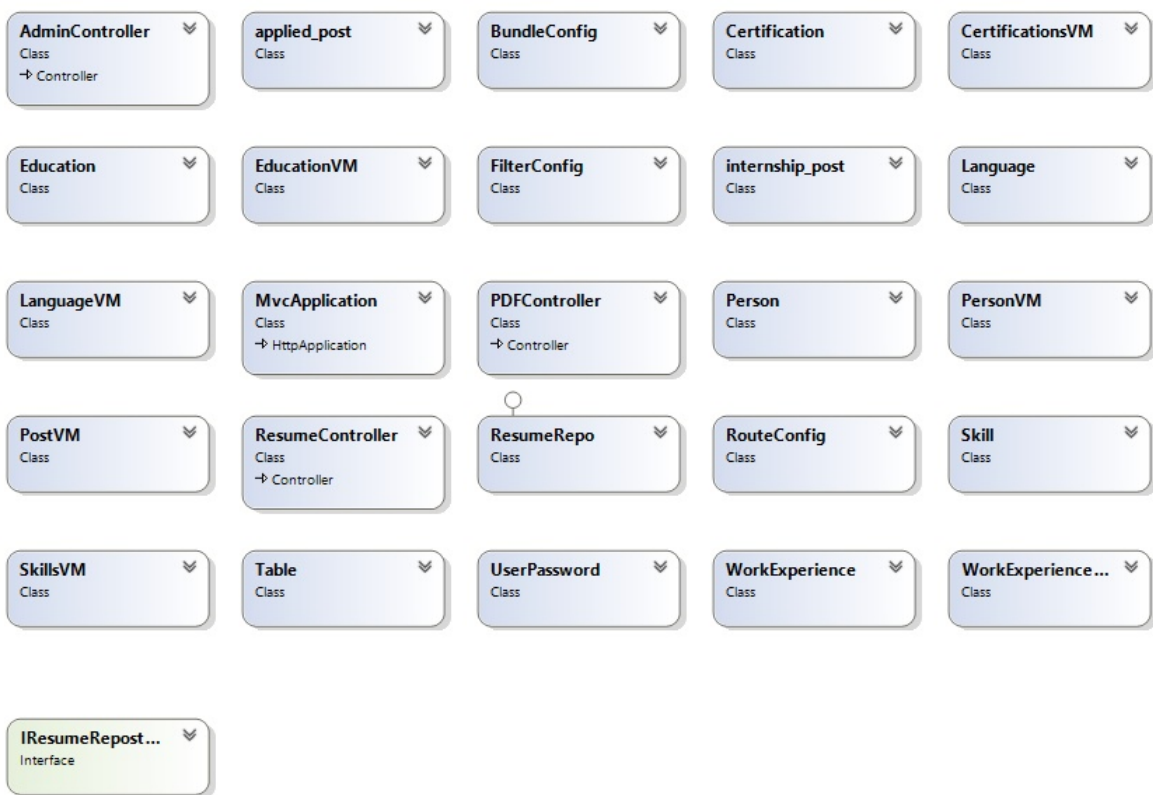 AdminController
Class
Controller
applied_post
Class
BundleConfig
Class
Certification
Class
CertificationsVM
Class
Education
Class
EducationVM
Class
FilterConfig
Class
internship_post
Class
Language
Class
LanguageVM
Class
MvcApplication
Class
HttpApplication
PDFController
Class
Controller
Person
Class
PersonVM
Class
PostVM
Class
ResumeController
Class
Controller
ResumeRepo
Class
RouteConfig
Class
Skill
Class
SkillsVM
Class
Table
Class
UserPassword
Class
WorkExperience
Class
WorkExperience...
Class
IResumeRepost...
Interface